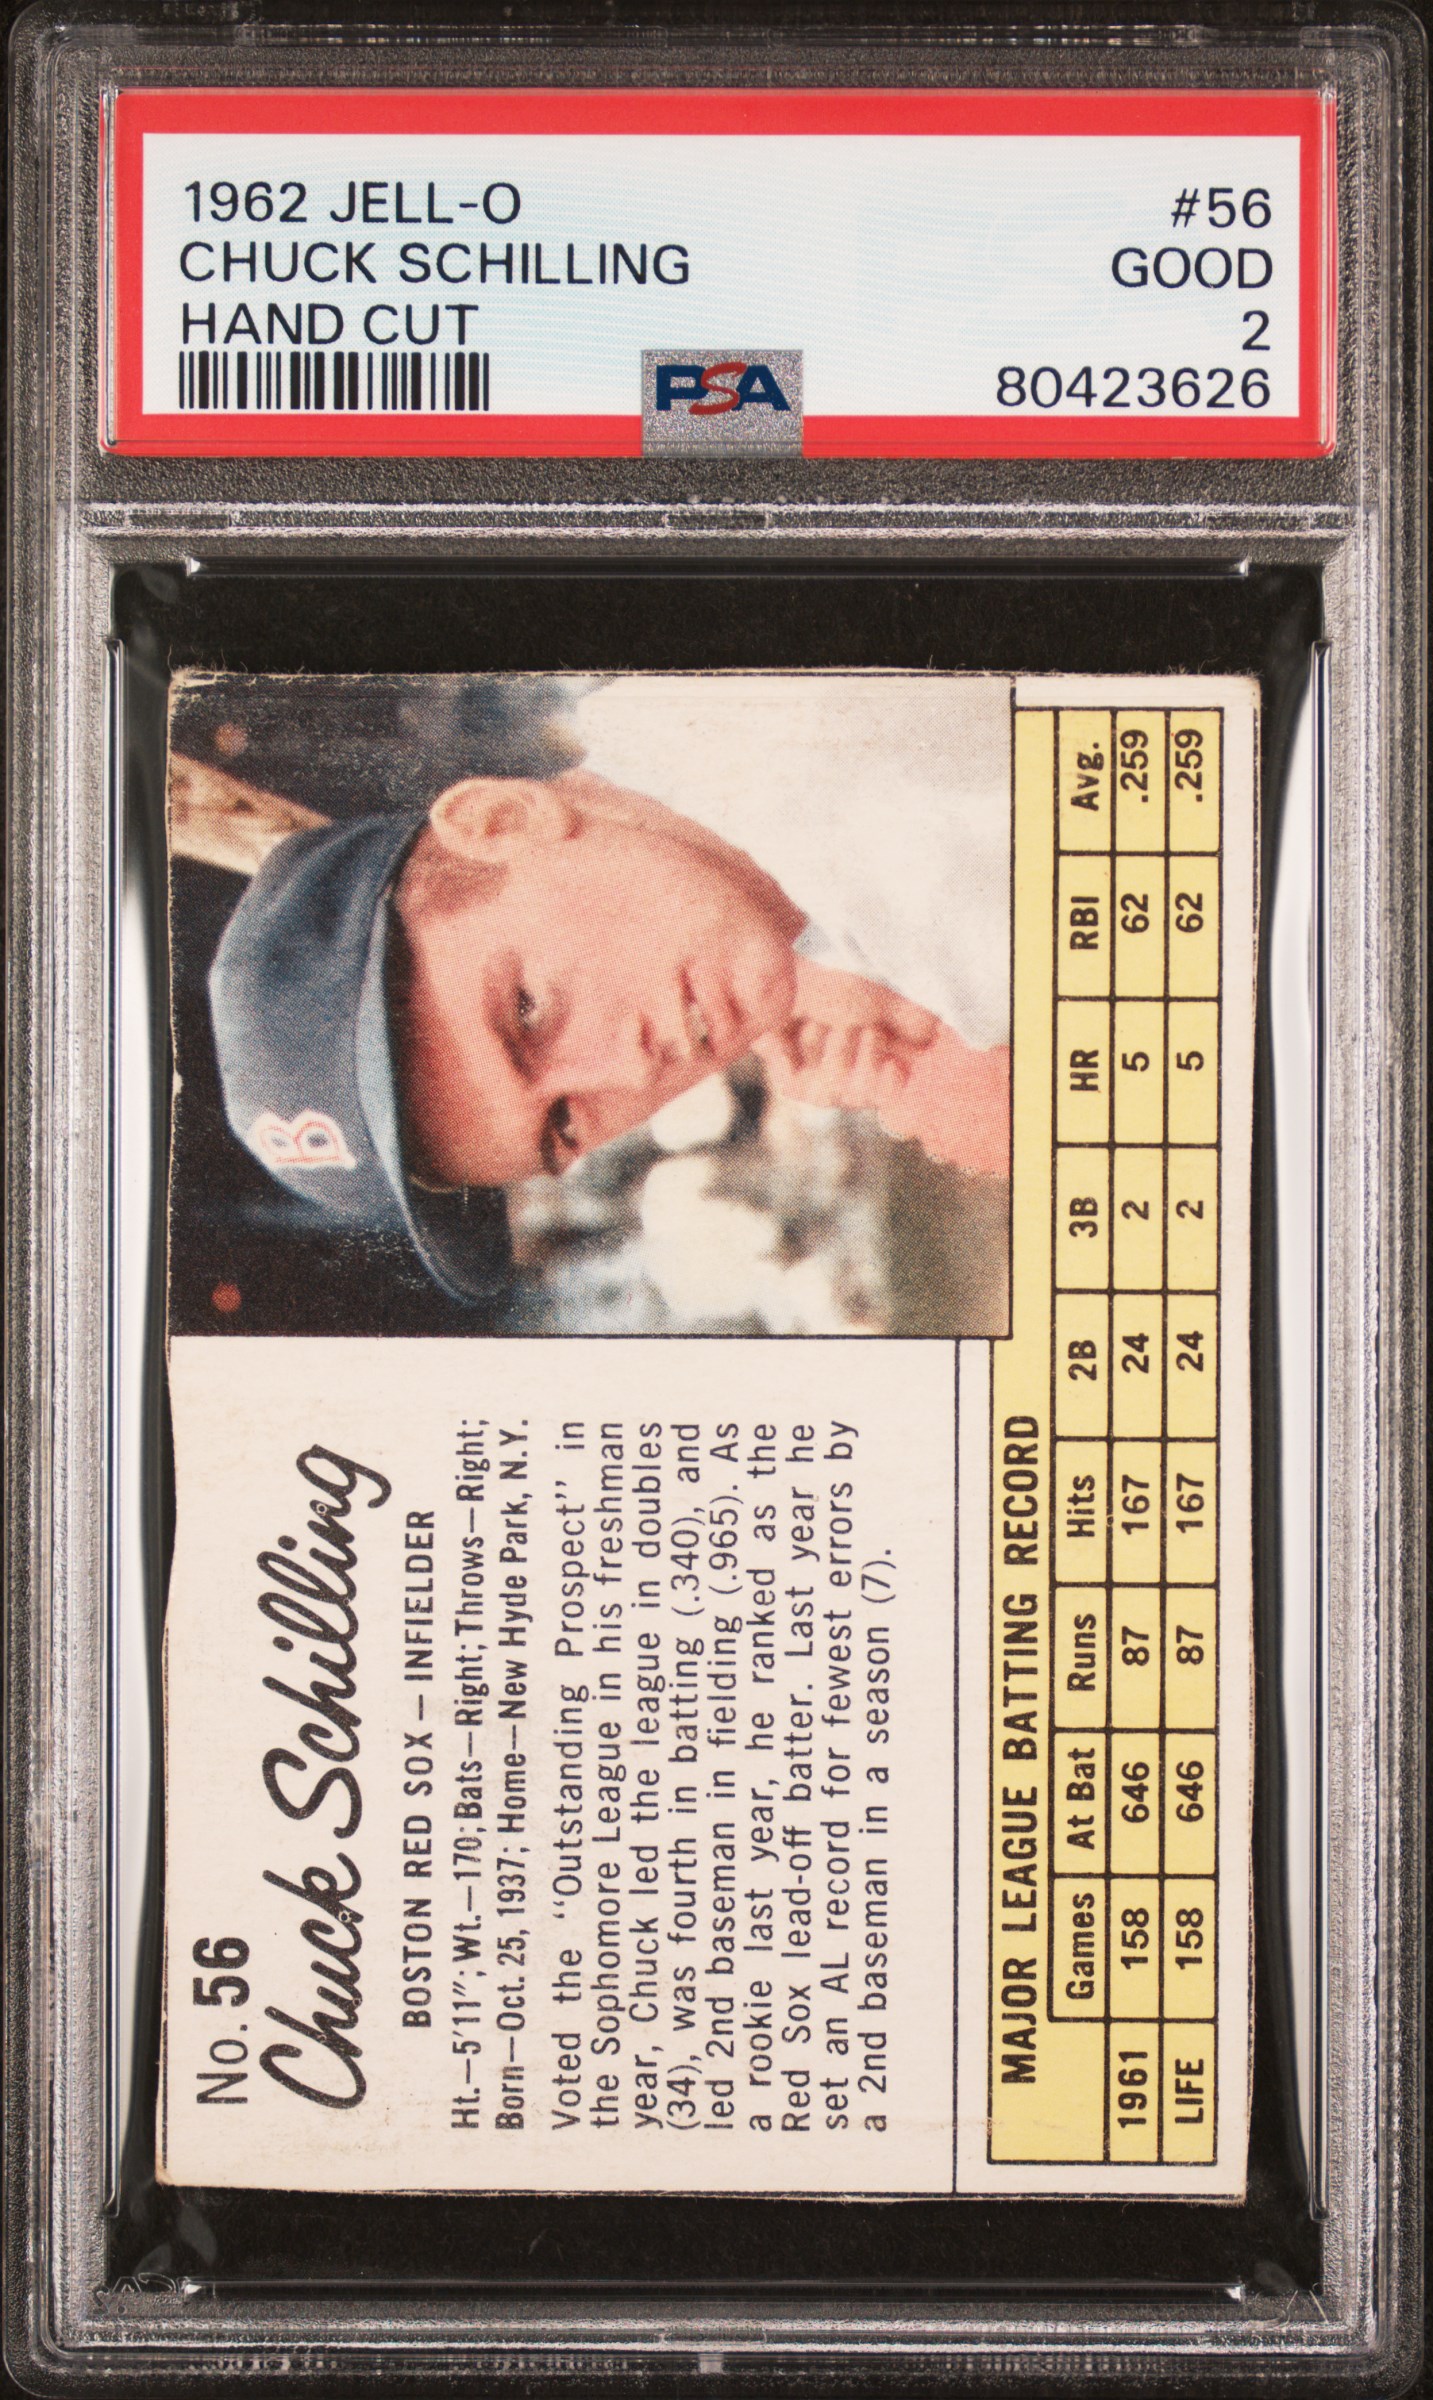 1962 JELL-O #56
CHUCK SCHILLING GOOD
HAND CUT 2
PSA 80423626
No. 56
Chuck Schilling
BOSTON RED SOX — INFIELDER
Ht.—5'11"; Wt.—170; Bats—Right; Throws—Right;
Born—Oct. 25, 1937; Home—New Hyde Park, N.Y.
Voted the "Outstanding Prospect" in
the Sophomore League in his freshman
year, Chuck led the league in doubles
(34), was fourth in batting (.340), and
led 2nd baseman in fielding (.965). As
a rookie last year, he ranked as the
Red Sox lead-off batter. Last year he
set an AL record for fewest errors by
a 2nd baseman in a season (7).
MAJOR LEAGUE BATTING RECORD
Games At Bat Runs Hits 2B 3B HR RBI Avg.
1961 158 646 87 167 24 2 5 62 .259
LIFE 158 646 87 167 24 2 5 62 .259
B